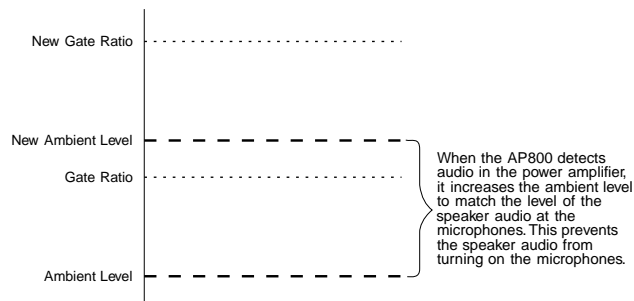 New Gate Ratio
New Ambient Level
Gate Ratio
Ambient Level
When the AP800 detects
audio in the power amplifier,
it increases the ambient level
to match the level of the
speaker audio at the
microphones. This prevents
the speaker audio from
turning on the microphones.